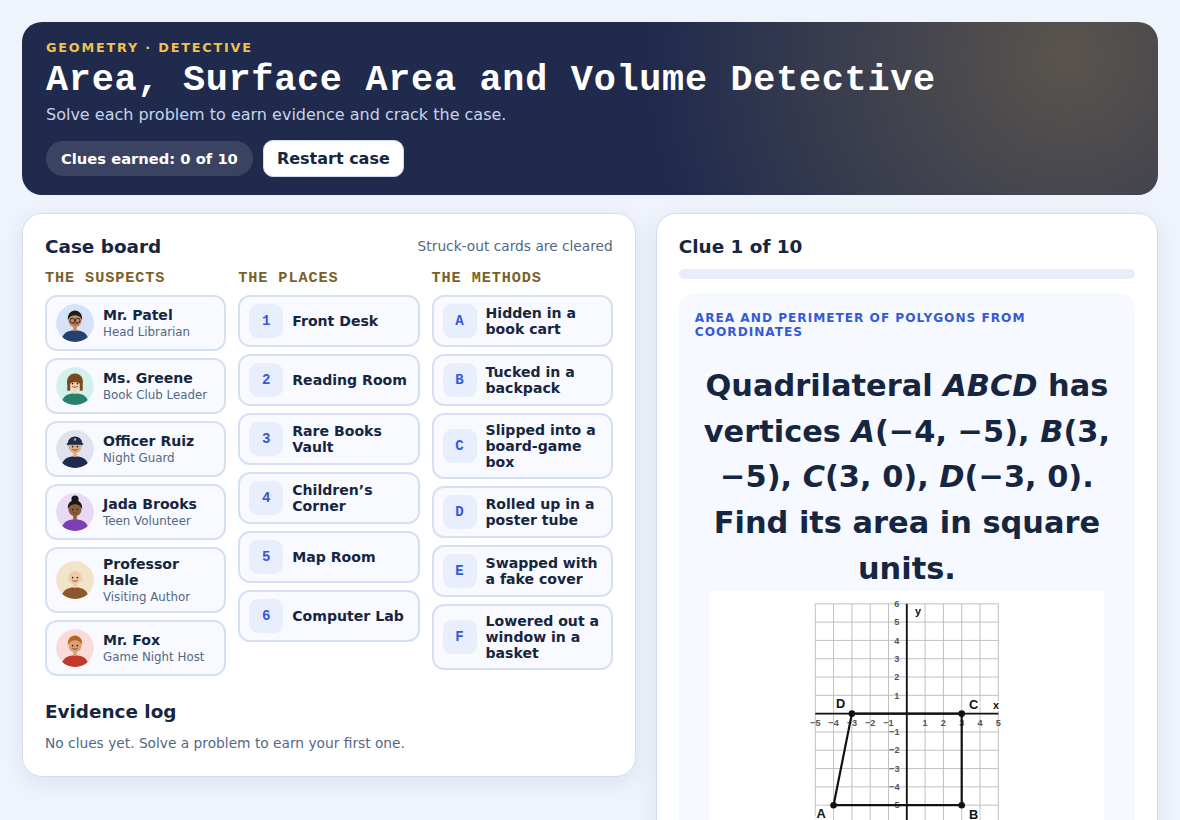 GEOMETRY · DETECTIVE
Area, Surface Area and Volume Detective
Solve each problem to earn evidence and crack the case.
Clues earned: 0 of 10
Restart case
Case board
Struck-out cards are cleared
THE SUSPECTS
Mr. Patel
Head Librarian
Ms. Greene
Book Club Leader
Officer Ruiz
Night Guard
Jada Brooks
Teen Volunteer
Professor
Hale
Visiting Author
Mr. Fox
Game Night Host
THE PLACES
1 Front Desk
2 Reading Room
3 Rare Books
Vault
4 Children’s
Corner
5 Map Room
6 Computer Lab
THE METHODS
A Hidden in a
book cart
B Tucked in a
backpack
C Slipped into a
board-game
box
D Rolled up in a
poster tube
E Swapped with
a fake cover
F Lowered out a
window in a
basket
Evidence log
No clues yet. Solve a problem to earn your first one.
Clue 1 of 10
AREA AND PERIMETER OF POLYGONS FROM
COORDINATES
Quadrilateral ABCD has
vertices A(−4, −5), B(3,
−5), C(3, 0), D(−3, 0).
Find its area in square
units.
6
y
5
4
3
2
1
D
C
x
−5 −4 −3 −2 −1 1 2 3 4 5
−1
−2
−3
−4
−5
A
B